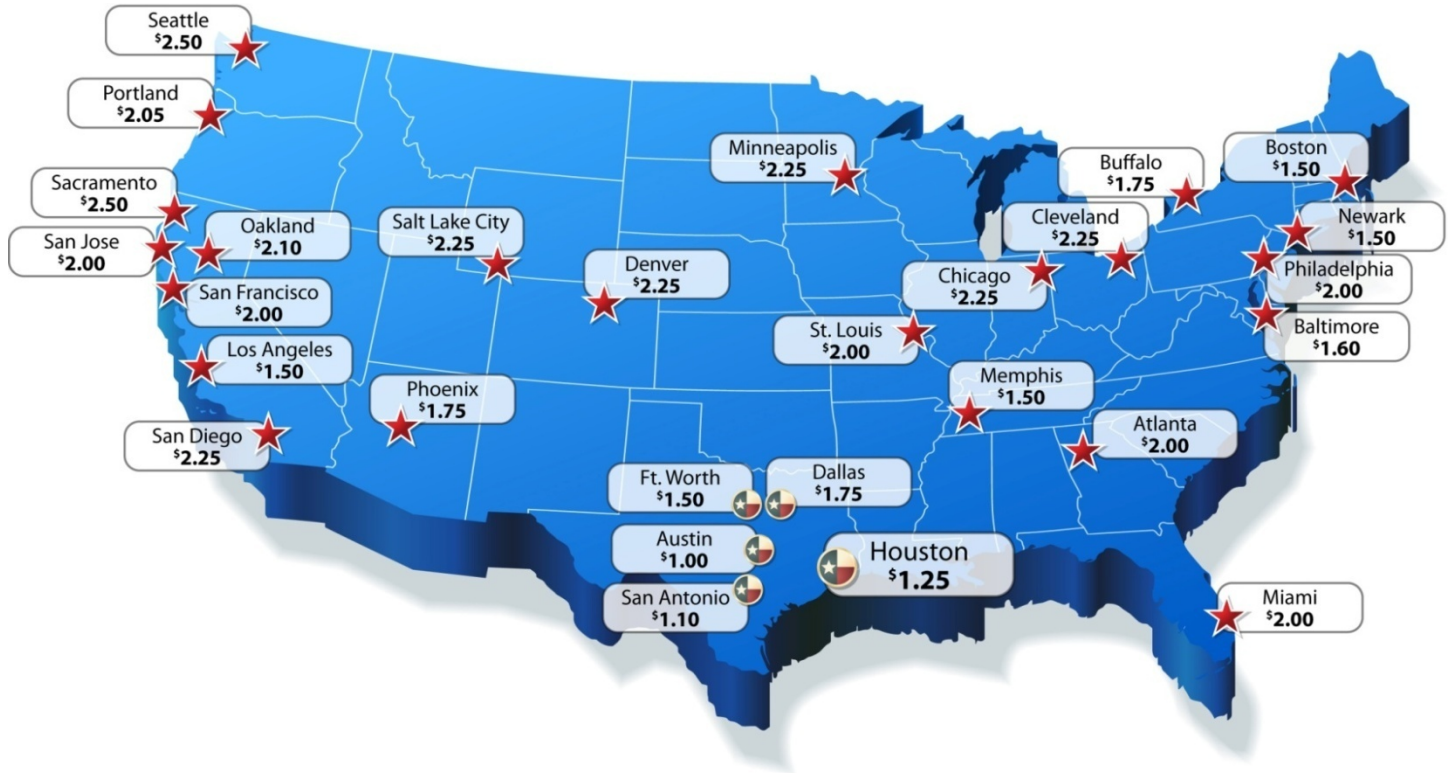 Seattle
$2.50
Portland
$2.05
Sacramento
$2.50
San Jose
$2.00
Oakland
$2.10
San Francisco
$2.00
Los Angeles
$1.50
San Diego
$2.25
Phoenix
$1.75
Salt Lake City
$2.25
Denver
$2.25
Minneapolis
$2.25
St. Louis
$2.00
Chicago
$2.25
Cleveland
$2.25
Buffalo
$1.75
Boston
$1.50
Newark
$1.50
Philadelphia
$2.00
Baltimore
$1.60
Memphis
$1.50
Atlanta
$2.00
Ft. Worth
$1.50
Dallas
$1.75
Austin
$1.00
San Antonio
$1.10
Houston
$1.25
Miami
$2.00